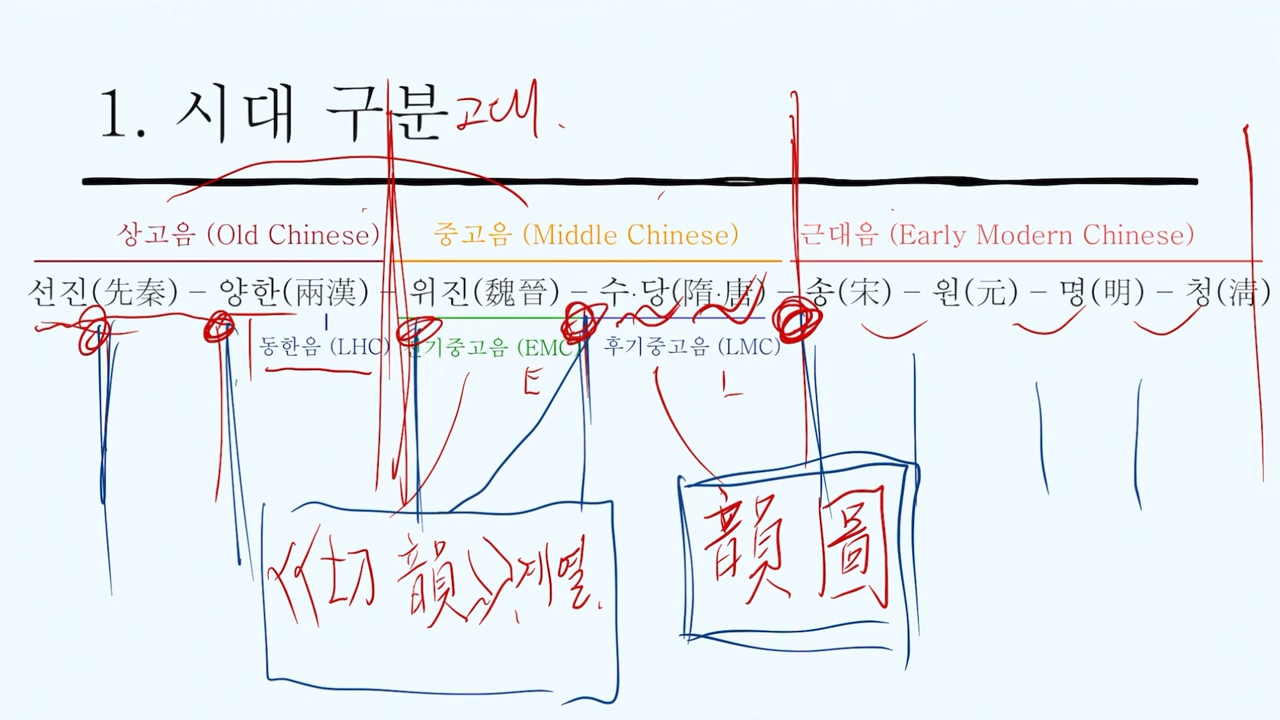 1. 시대 구분 고대.
상고음 (Old Chinese) 중고음 (Middle Chinese) 근대음 (Early Modern Chinese)
선진(先秦) – 양한(兩漢) – 위진(魏晉) – 수·당(隋·唐) – 송(宋) – 원(元) – 명(明) – 청(淸)
동한음 (LHC) 전기중고음 (EMC) 후기중고음 (LMC)
E L
《切韻》계열.
韻圖